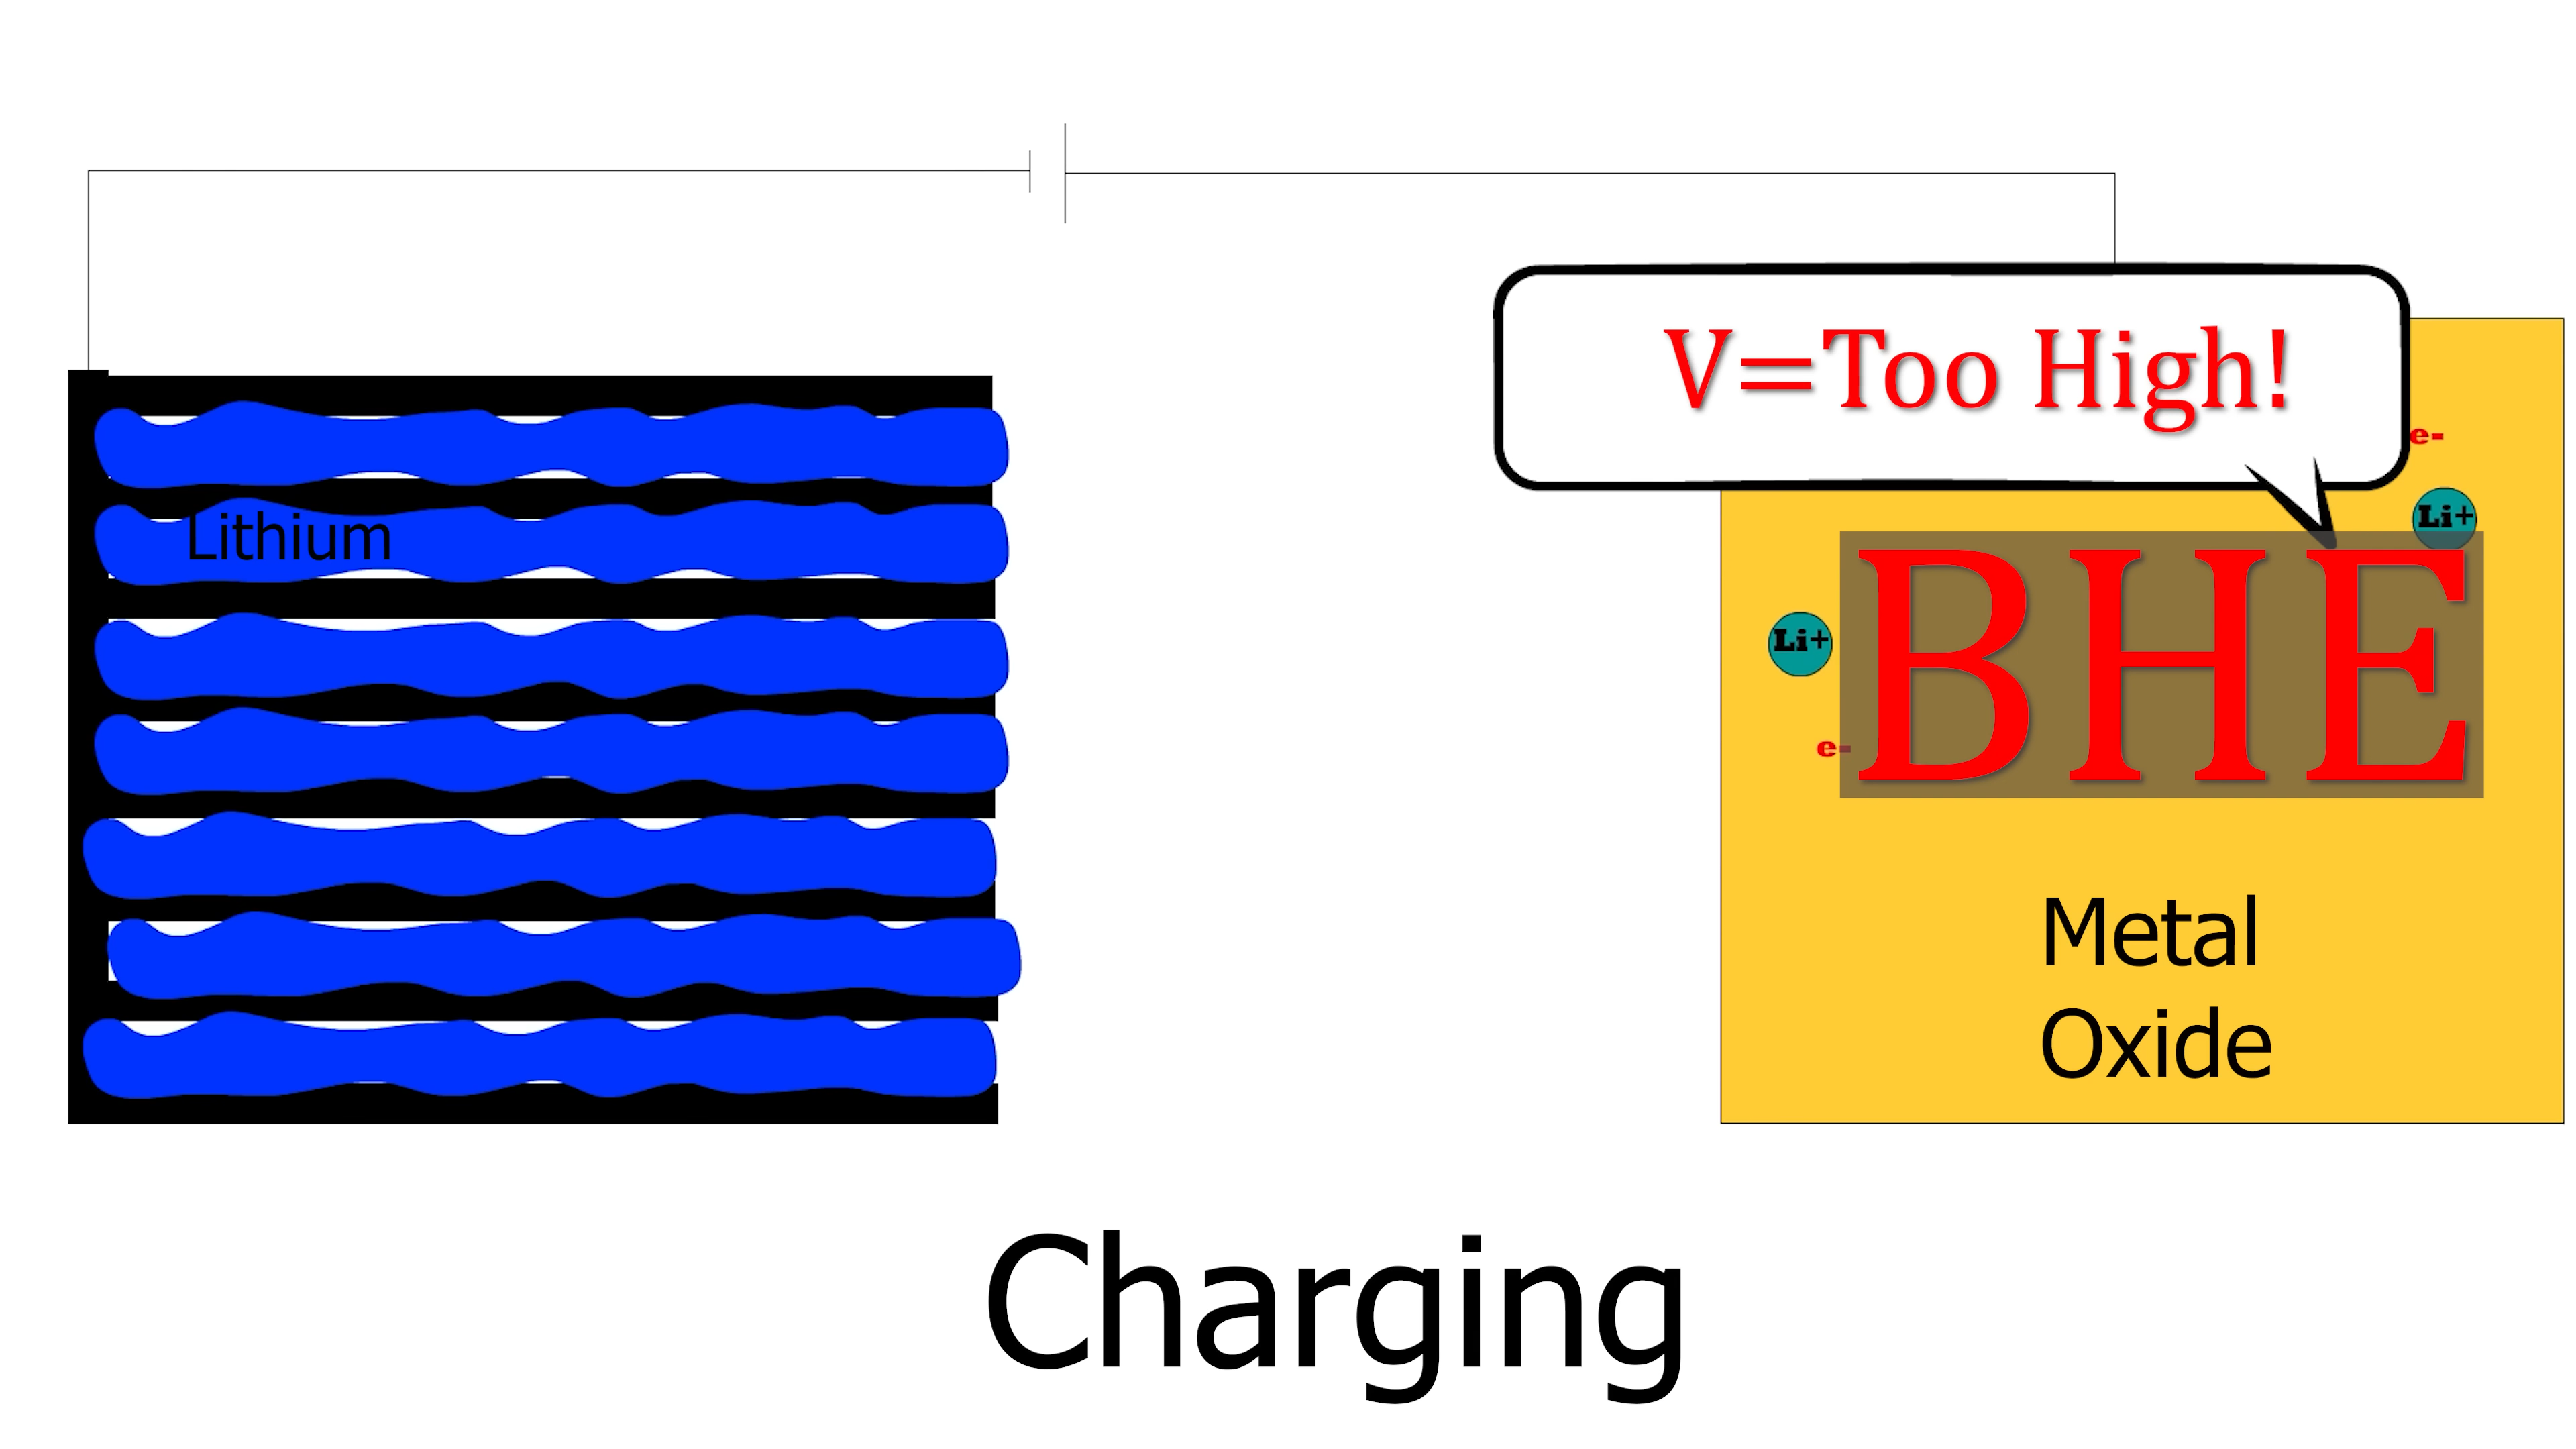 V=Too High!
e-
Li+
Lithium
BHE
Li+
e-
Metal
Oxide
Charging